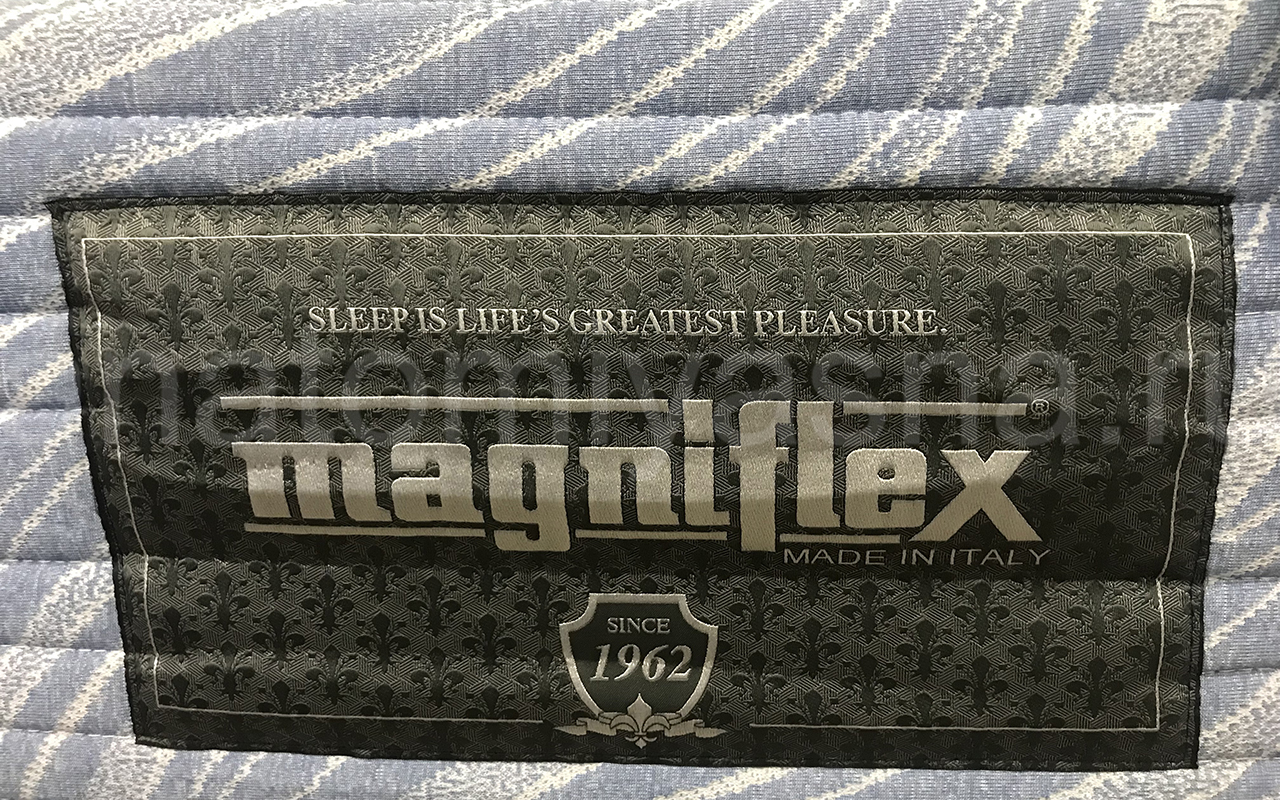 SLEEP IS LIFE'S GREATEST PLEASURE.
magniflex®
MADE IN ITALY
SINCE
1962